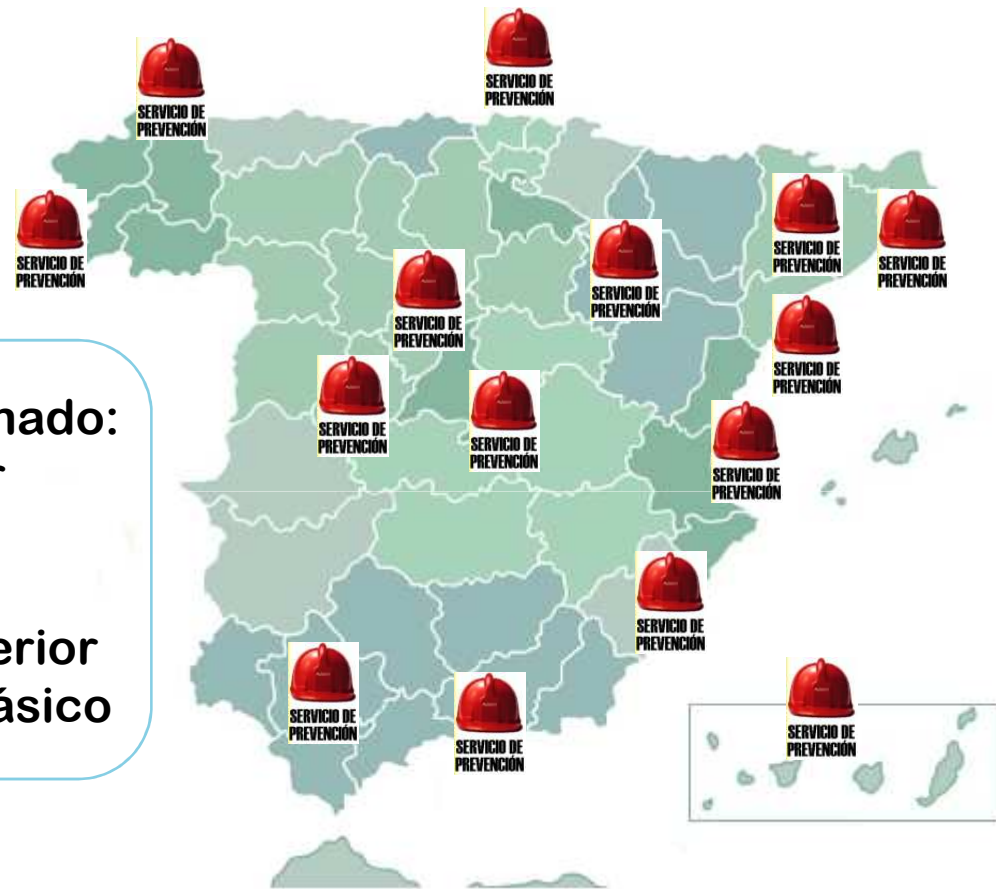 SERVICIO DE
PREVENCIÓN
SERVICIO DE
PREVENCIÓN
SERVICIO DE
PREVENCIÓN
SERVICIO DE
PREVENCIÓN
SERVICIO DE
PREVENCIÓN
SERVICIO DE
PREVENCIÓN
SERVICIO DE
PREVENCIÓN
SERVICIO DE
PREVENCIÓN
SERVICIO DE
PREVENCIÓN
SERVICIO DE
PREVENCIÓN
SERVICIO DE
PREVENCIÓN
nado:
erior
ásico
SERVICIO DE
PREVENCIÓN
SERVICIO DE
PREVENCIÓN
SERVICIO DE
PREVENCIÓN
SERVICIO DE
PREVENCIÓN